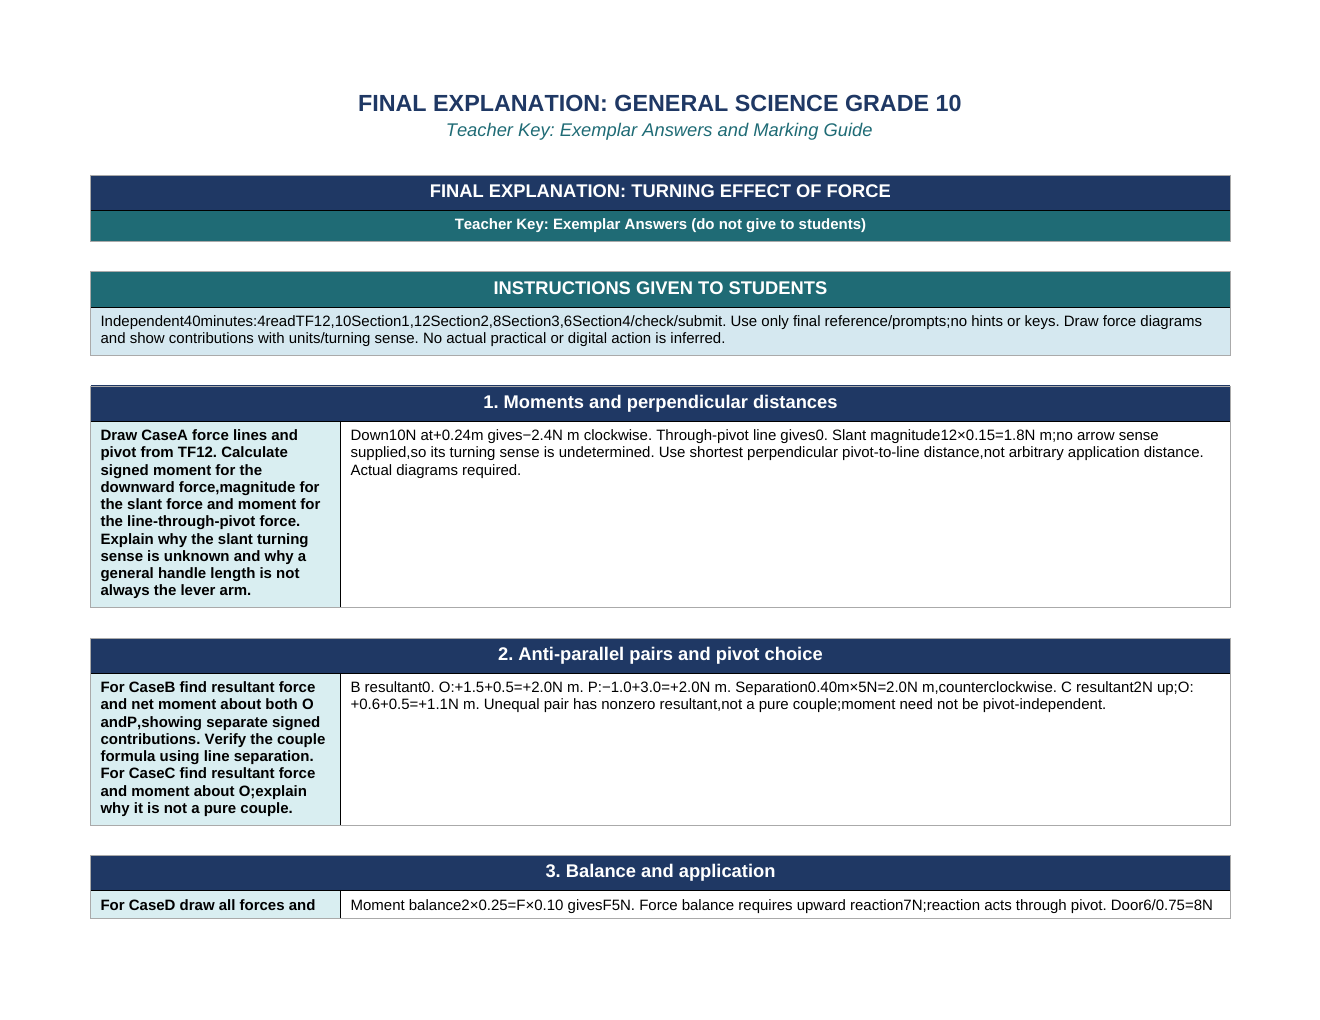 FINAL EXPLANATION: GENERAL SCIENCE GRADE 10
Teacher Key: Exemplar Answers and Marking Guide
FINAL EXPLANATION: TURNING EFFECT OF FORCE
Teacher Key: Exemplar Answers (do not give to students)
INSTRUCTIONS GIVEN TO STUDENTS
Independent40minutes:4readTF12,10Section1,12Section2,8Section3,6Section4/check/submit. Use only final reference/prompts;no hints or keys. Draw force diagrams
and show contributions with units/turning sense. No actual practical or digital action is inferred.
1. Moments and perpendicular distances
Draw CaseA force lines and
pivot from TF12. Calculate
signed moment for the
downward force,magnitude for
the slant force and moment for
the line-through-pivot force.
Explain why the slant turning
sense is unknown and why a
general handle length is not
always the lever arm.
Down10N at+0.24m gives−2.4N m clockwise. Through-pivot line gives0. Slant magnitude12×0.15=1.8N m;no arrow sense
supplied,so its turning sense is undetermined. Use shortest perpendicular pivot-to-line distance,not arbitrary application distance.
Actual diagrams required.
2. Anti-parallel pairs and pivot choice
For CaseB find resultant force
and net moment about both O
andP,showing separate signed
contributions. Verify the couple
formula using line separation.
For CaseC find resultant force
and moment about O;explain
why it is not a pure couple.
B resultant0. O:+1.5+0.5=+2.0N m. P:−1.0+3.0=+2.0N m. Separation0.40m×5N=2.0N m,counterclockwise. C resultant2N up;O:
+0.6+0.5=+1.1N m. Unequal pair has nonzero resultant,not a pure couple;moment need not be pivot-independent.
3. Balance and application
For CaseD draw all forces and
Moment balance2×0.25=F×0.10 givesF5N. Force balance requires upward reaction7N;reaction acts through pivot. Door6/0.75=8N